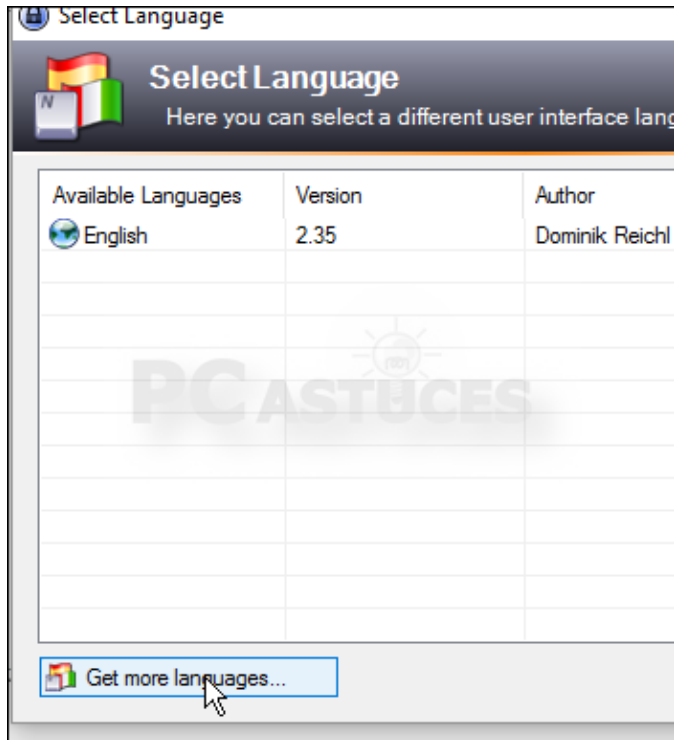 Select Language
Select Language
Here you can select a different user interface lang
Available Languages Version Author
English 2.35 Dominik Reichl
PC ASTUCES
N
Get more languages...